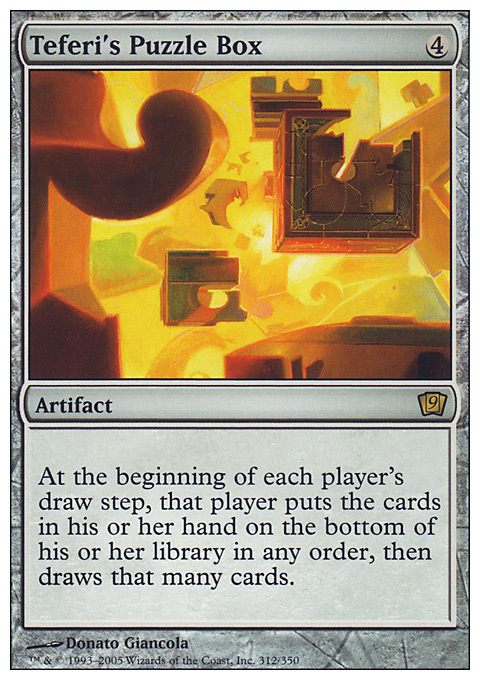 Teferi's Puzzle Box 4
Artifact 9
At the beginning of each player's
draw step, that player puts the cards
in his or her hand on the bottom of
his or her library in any order, then
draws that many cards.
Donato Giancola
™ & © 1993–2005 Wizards of the Coast, Inc. 312/350